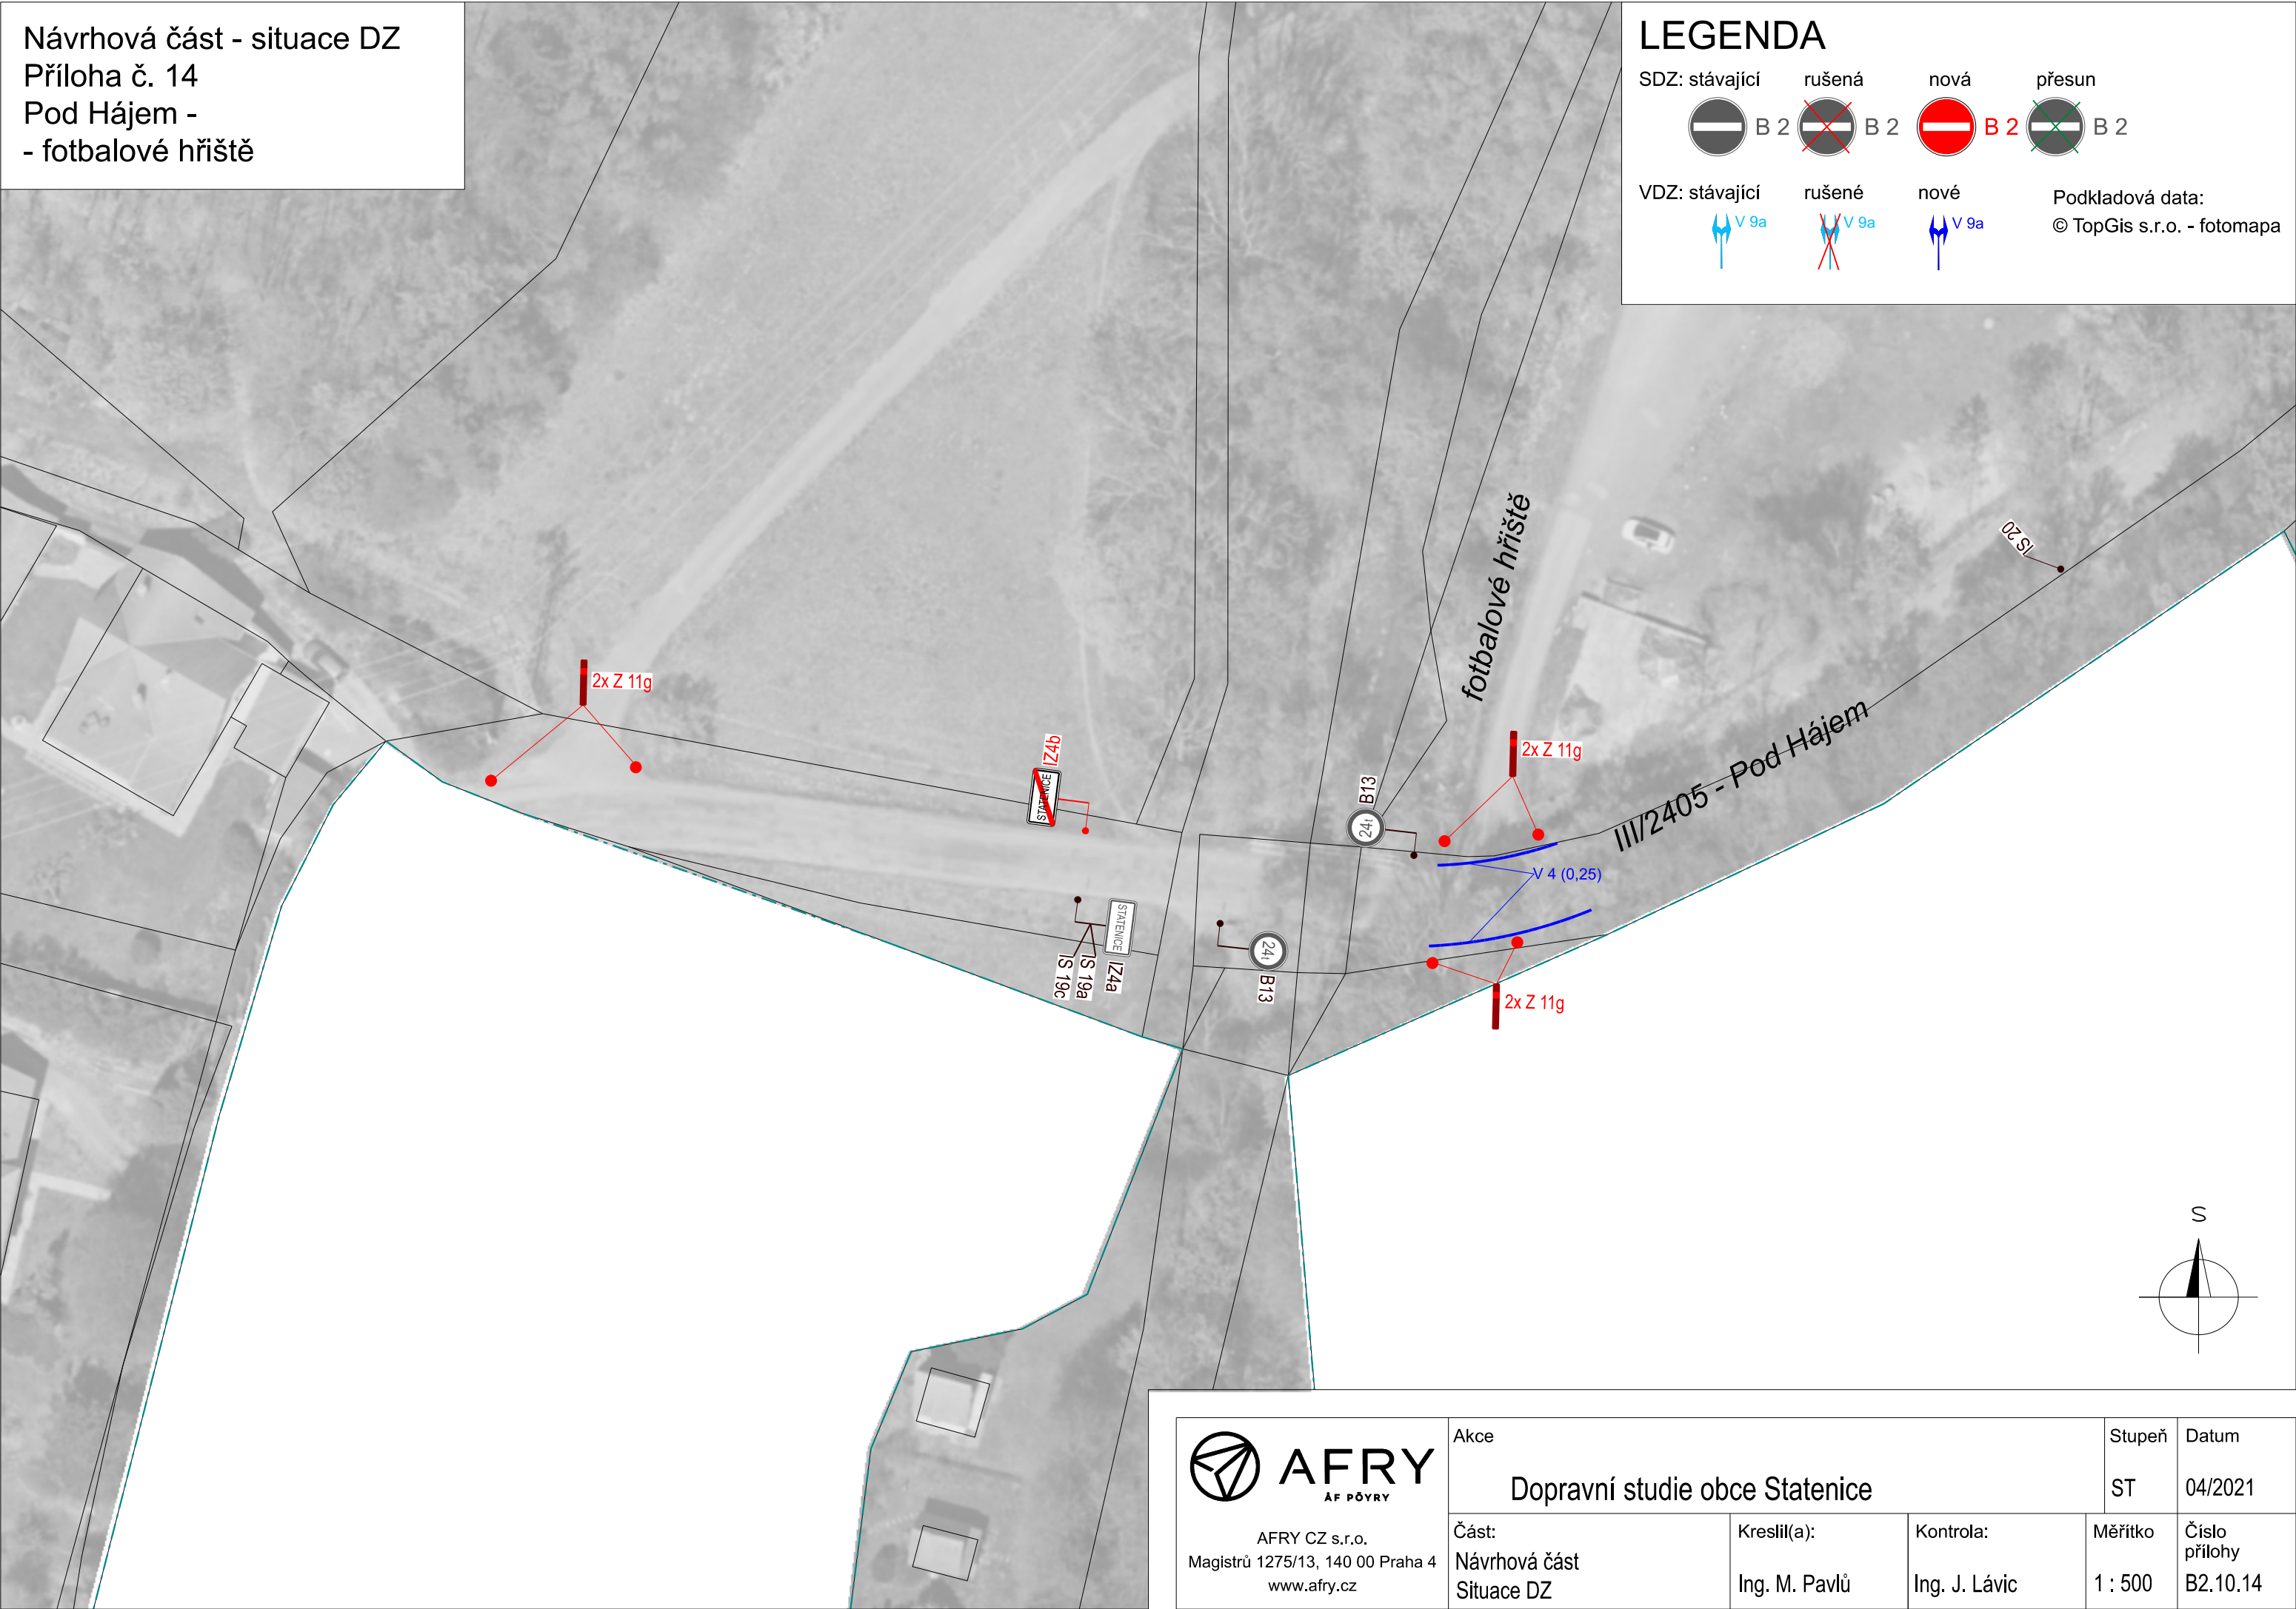 Návrhová část - situace DZ
Příloha č. 14
Pod Hájem -
- fotbalové hřiště
LEGENDA
SDZ: stávající rušená nová přesun
B 2 B 2 B 2 B 2
VDZ: stávající rušené nové
V 9a V 9a V 9a
Podkladová data:
© TopGis s.r.o. - fotomapa
IS 20
fotbalové hřiště
2x Z 11g
IZ4b
STATENICE
2x Z 11g
B13
24t
III/2405 - Pod Hájem
V 4 (0,25)
STATENICE
IS 19c
IS 19a
IZ4a
24t
B13
2x Z 11g
S
AFRY
ÅF PÖYRY
AFRY CZ s.r.o.
Magistrů 1275/13, 140 00 Praha 4
www.afry.cz
Akce
Dopravní studie obce Statenice
Stupeň
ST
Datum
04/2021
Část:
Návrhová část
Situace DZ
Kreslil(a):
Ing. M. Pavlů
Kontrola:
Ing. J. Lávic
Měřítko
1 : 500
Číslo
přílohy
B2.10.14